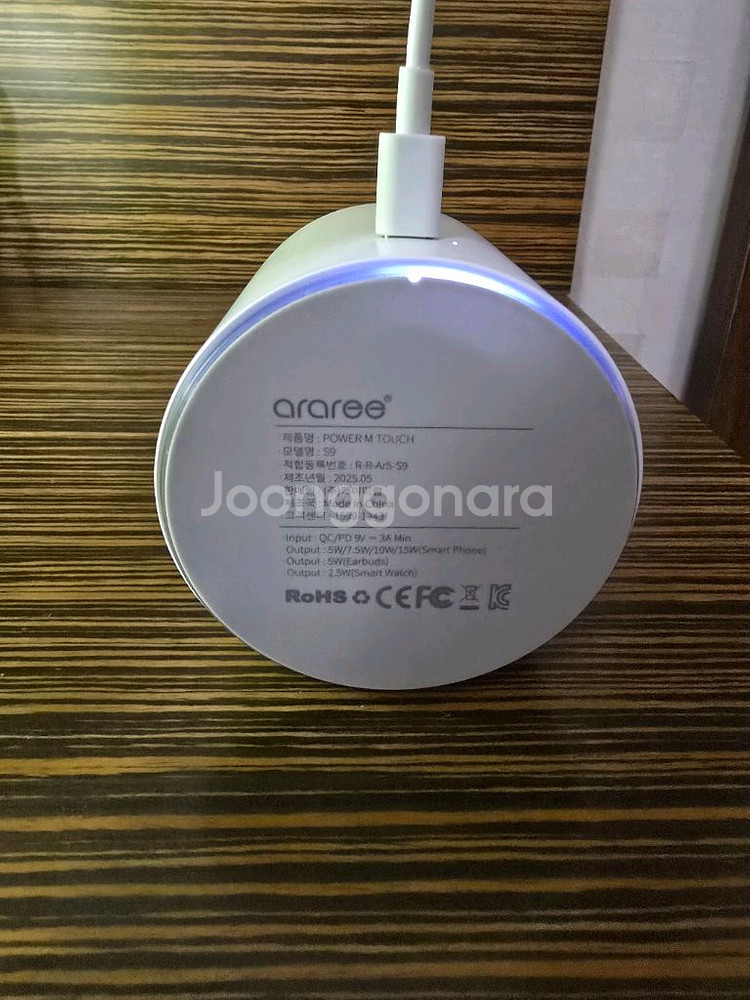 araree®
· 제품명 : POWER M TOUCH
· 모델명 : S9
· 적합등록번호 : R-R-Ar5-S9
· 제조년월 : 2025.05
Joonggonara
Made in China
Input : QC/PD 9V ⎓ 3A Min
Output : 5W/7.5W/10W/15W(Smart Phone)
Output : 5W(Earbuds)
Output : 2.5W(Smart Watch)
RoHS CE FC